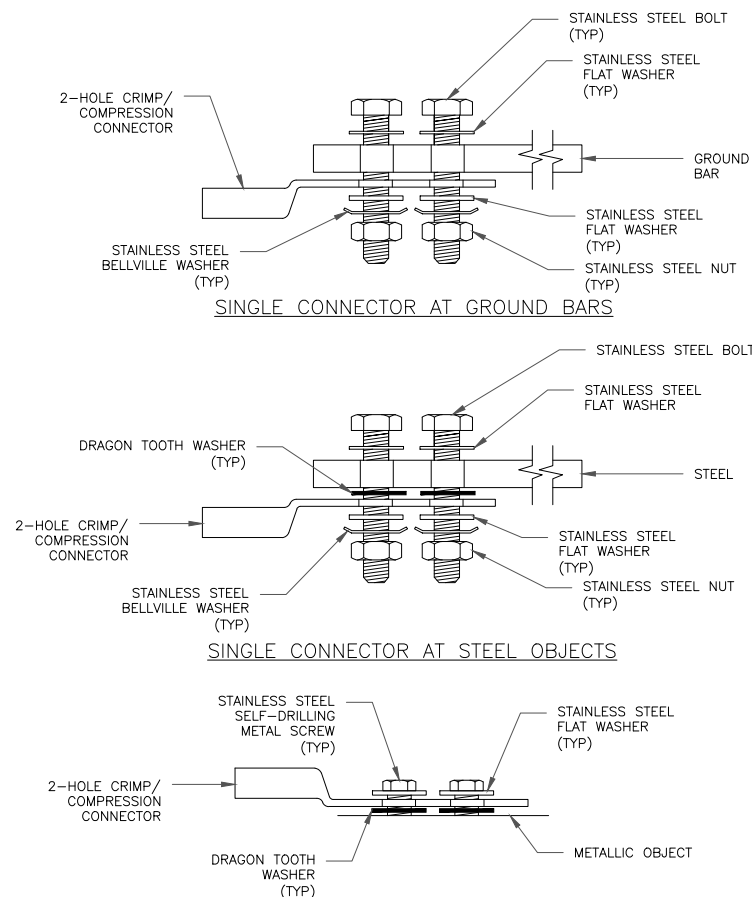 STAINLESS STEEL BOLT
(TYP)
STAINLESS STEEL
FLAT WASHER
(TYP)
2-HOLE CRIMP/
COMPRESSION
CONNECTOR
GROUND
BAR
STAINLESS STEEL
FLAT WASHER
(TYP)
STAINLESS STEEL
BELLVILLE WASHER
(TYP)
STAINLESS STEEL NUT
(TYP)
SINGLE CONNECTOR AT GROUND BARS
STAINLESS STEEL BOLT
STAINLESS STEEL
FLAT WASHER
DRAGON TOOTH WASHER
(TYP)
STEEL
2-HOLE CRIMP/
COMPRESSION
CONNECTOR
STAINLESS STEEL
FLAT WASHER
(TYP)
STAINLESS STEEL
BELLVILLE WASHER
(TYP)
STAINLESS STEEL NUT
(TYP)
SINGLE CONNECTOR AT STEEL OBJECTS
STAINLESS STEEL
SELF-DRILLING
METAL SCREW
(TYP)
STAINLESS STEEL
FLAT WASHER
(TYP)
2-HOLE CRIMP/
COMPRESSION
CONNECTOR
DRAGON TOOTH
WASHER
(TYP)
METALLIC OBJECT